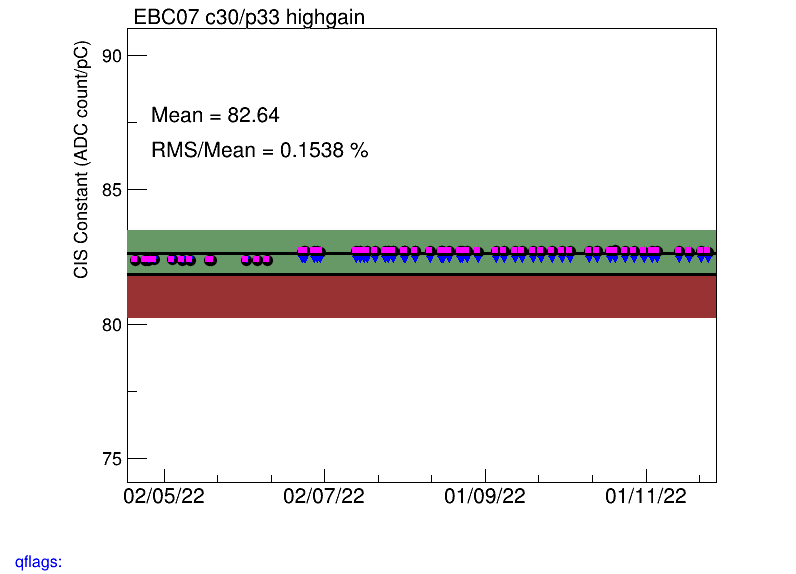 EBC07 c30/p33 highgain
CIS Constant (ADC count/pC)
90
85
80
75
Mean = 82.64
RMS/Mean = 0.1538 %
02/05/22
02/07/22
01/09/22
01/11/22
qflags: